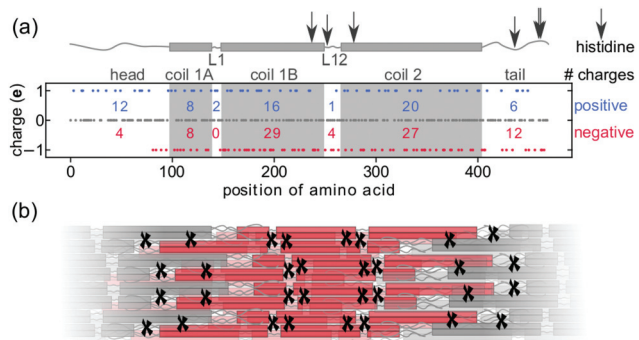 (a)
L1
L12
histidine
head
coil 1A
coil 1B
coil 2
tail
# charges
charge (e)
1
12
8
2
16
1
20
6
positive
0
4
8
0
29
4
27
12
negative
−1
0
100
200
300
400
position of amino acid
(b)